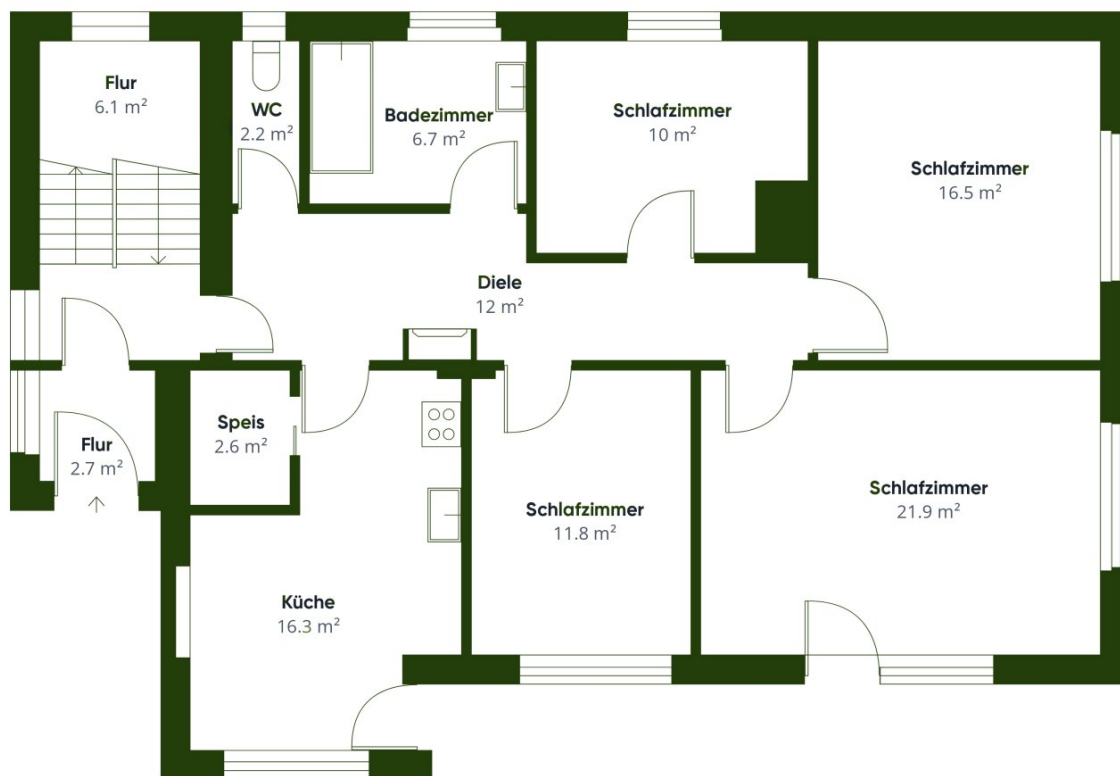 Flur
6.1 m²
WC
2.2 m²
Badezimmer
6.7 m²
Schlafzimmer
10 m²
Schlafzimmer
16.5 m²
Diele
12 m²
Speis
2.6 m²
Flur
2.7 m²
Schlafzimmer
11.8 m²
Schlafzimmer
21.9 m²
Küche
16.3 m²